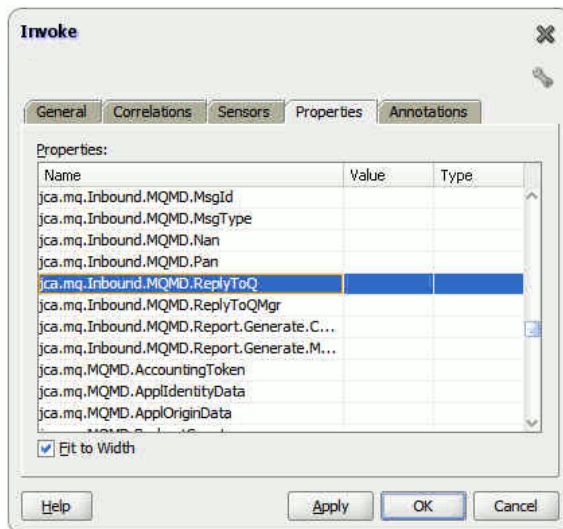 Invoke
General Correlations Sensors Properties Annotations
Properties:
Name Value Type
jca.mq.Inbound.MQMD.MsgId
jca.mq.Inbound.MQMD.MsgType
jca.mq.Inbound.MQMD.Nan
jca.mq.Inbound.MQMD.Pan
jca.mq.Inbound.MQMD.ReplyToQ
jca.mq.Inbound.MQMD.ReplyToQMgr
jca.mq.Inbound.MQMD.Report.Generate.C...
jca.mq.Inbound.MQMD.Report.Generate.M...
jca.mq.MQMD.AccountingToken
jca.mq.MQMD.ApplIdentityData
jca.mq.MQMD.ApplOriginData
Fit to Width
Help Apply OK Cancel